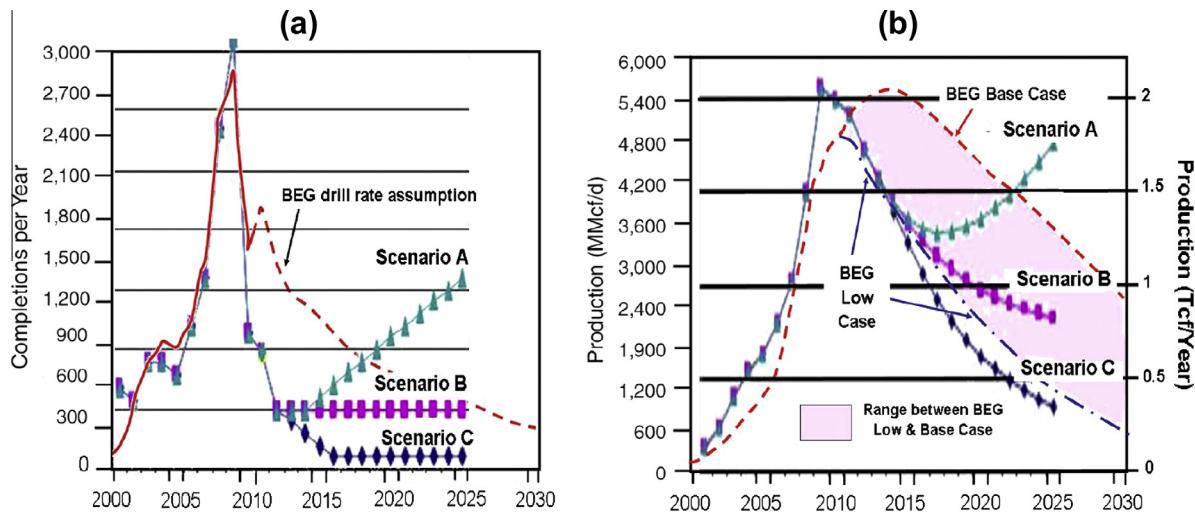 (a)
3,000
2,700
2,400
2,100
1,800
1,500
1,200
900
600
300
0
Completions per Year
BEG drill rate assumption
Scenario A
Scenario B
Scenario C
2000 2005 2010 2015 2020 2025 2030
(b)
6,000
5,400
4,800
4,200
3,600
3,000
2,400
1,900
1,200
600
0
Production (MMcf/d)
BEG Base Case
Scenario A
BEG
Low
Case
Scenario B
Scenario C
Range between BEG
Low & Base Case
2
1.5
1
0.5
0
Production (Tcf/Year)
2000 2005 2010 2015 2020 2025 2030